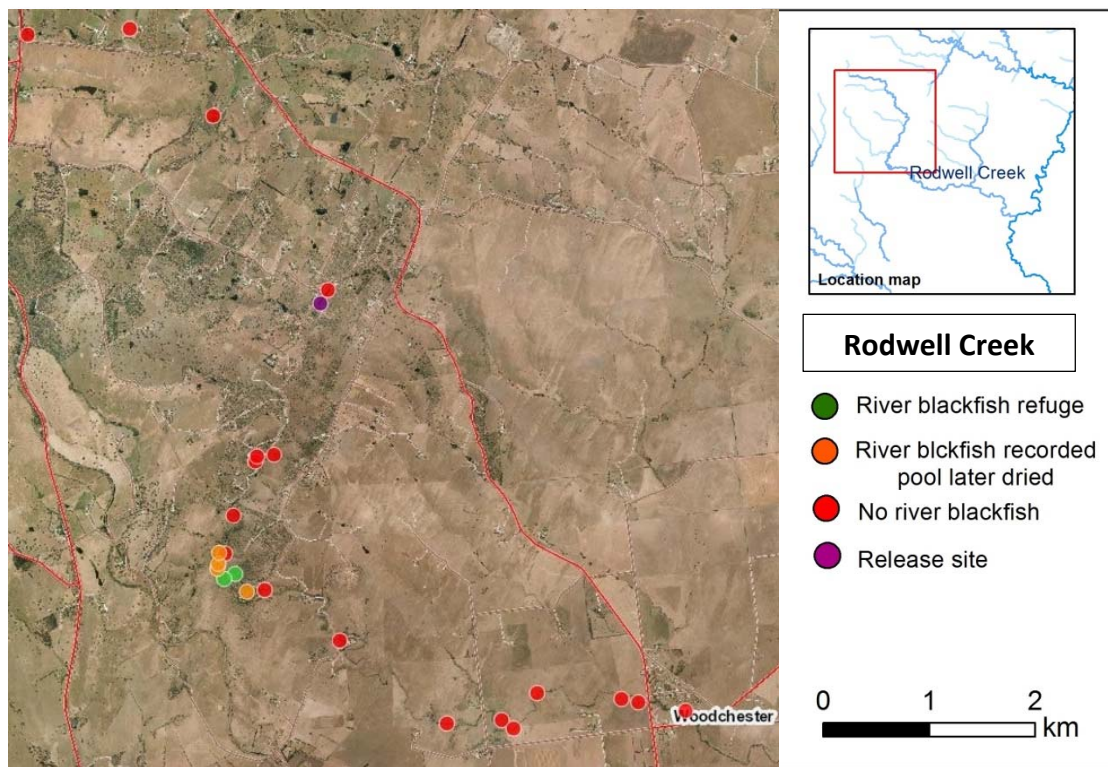 Rodwell Creek
Location map
Rodwell Creek
River blackfish refuge
River blckfish recorded
pool later dried
No river blackfish
Release site
0 1 2
km
Woodchester